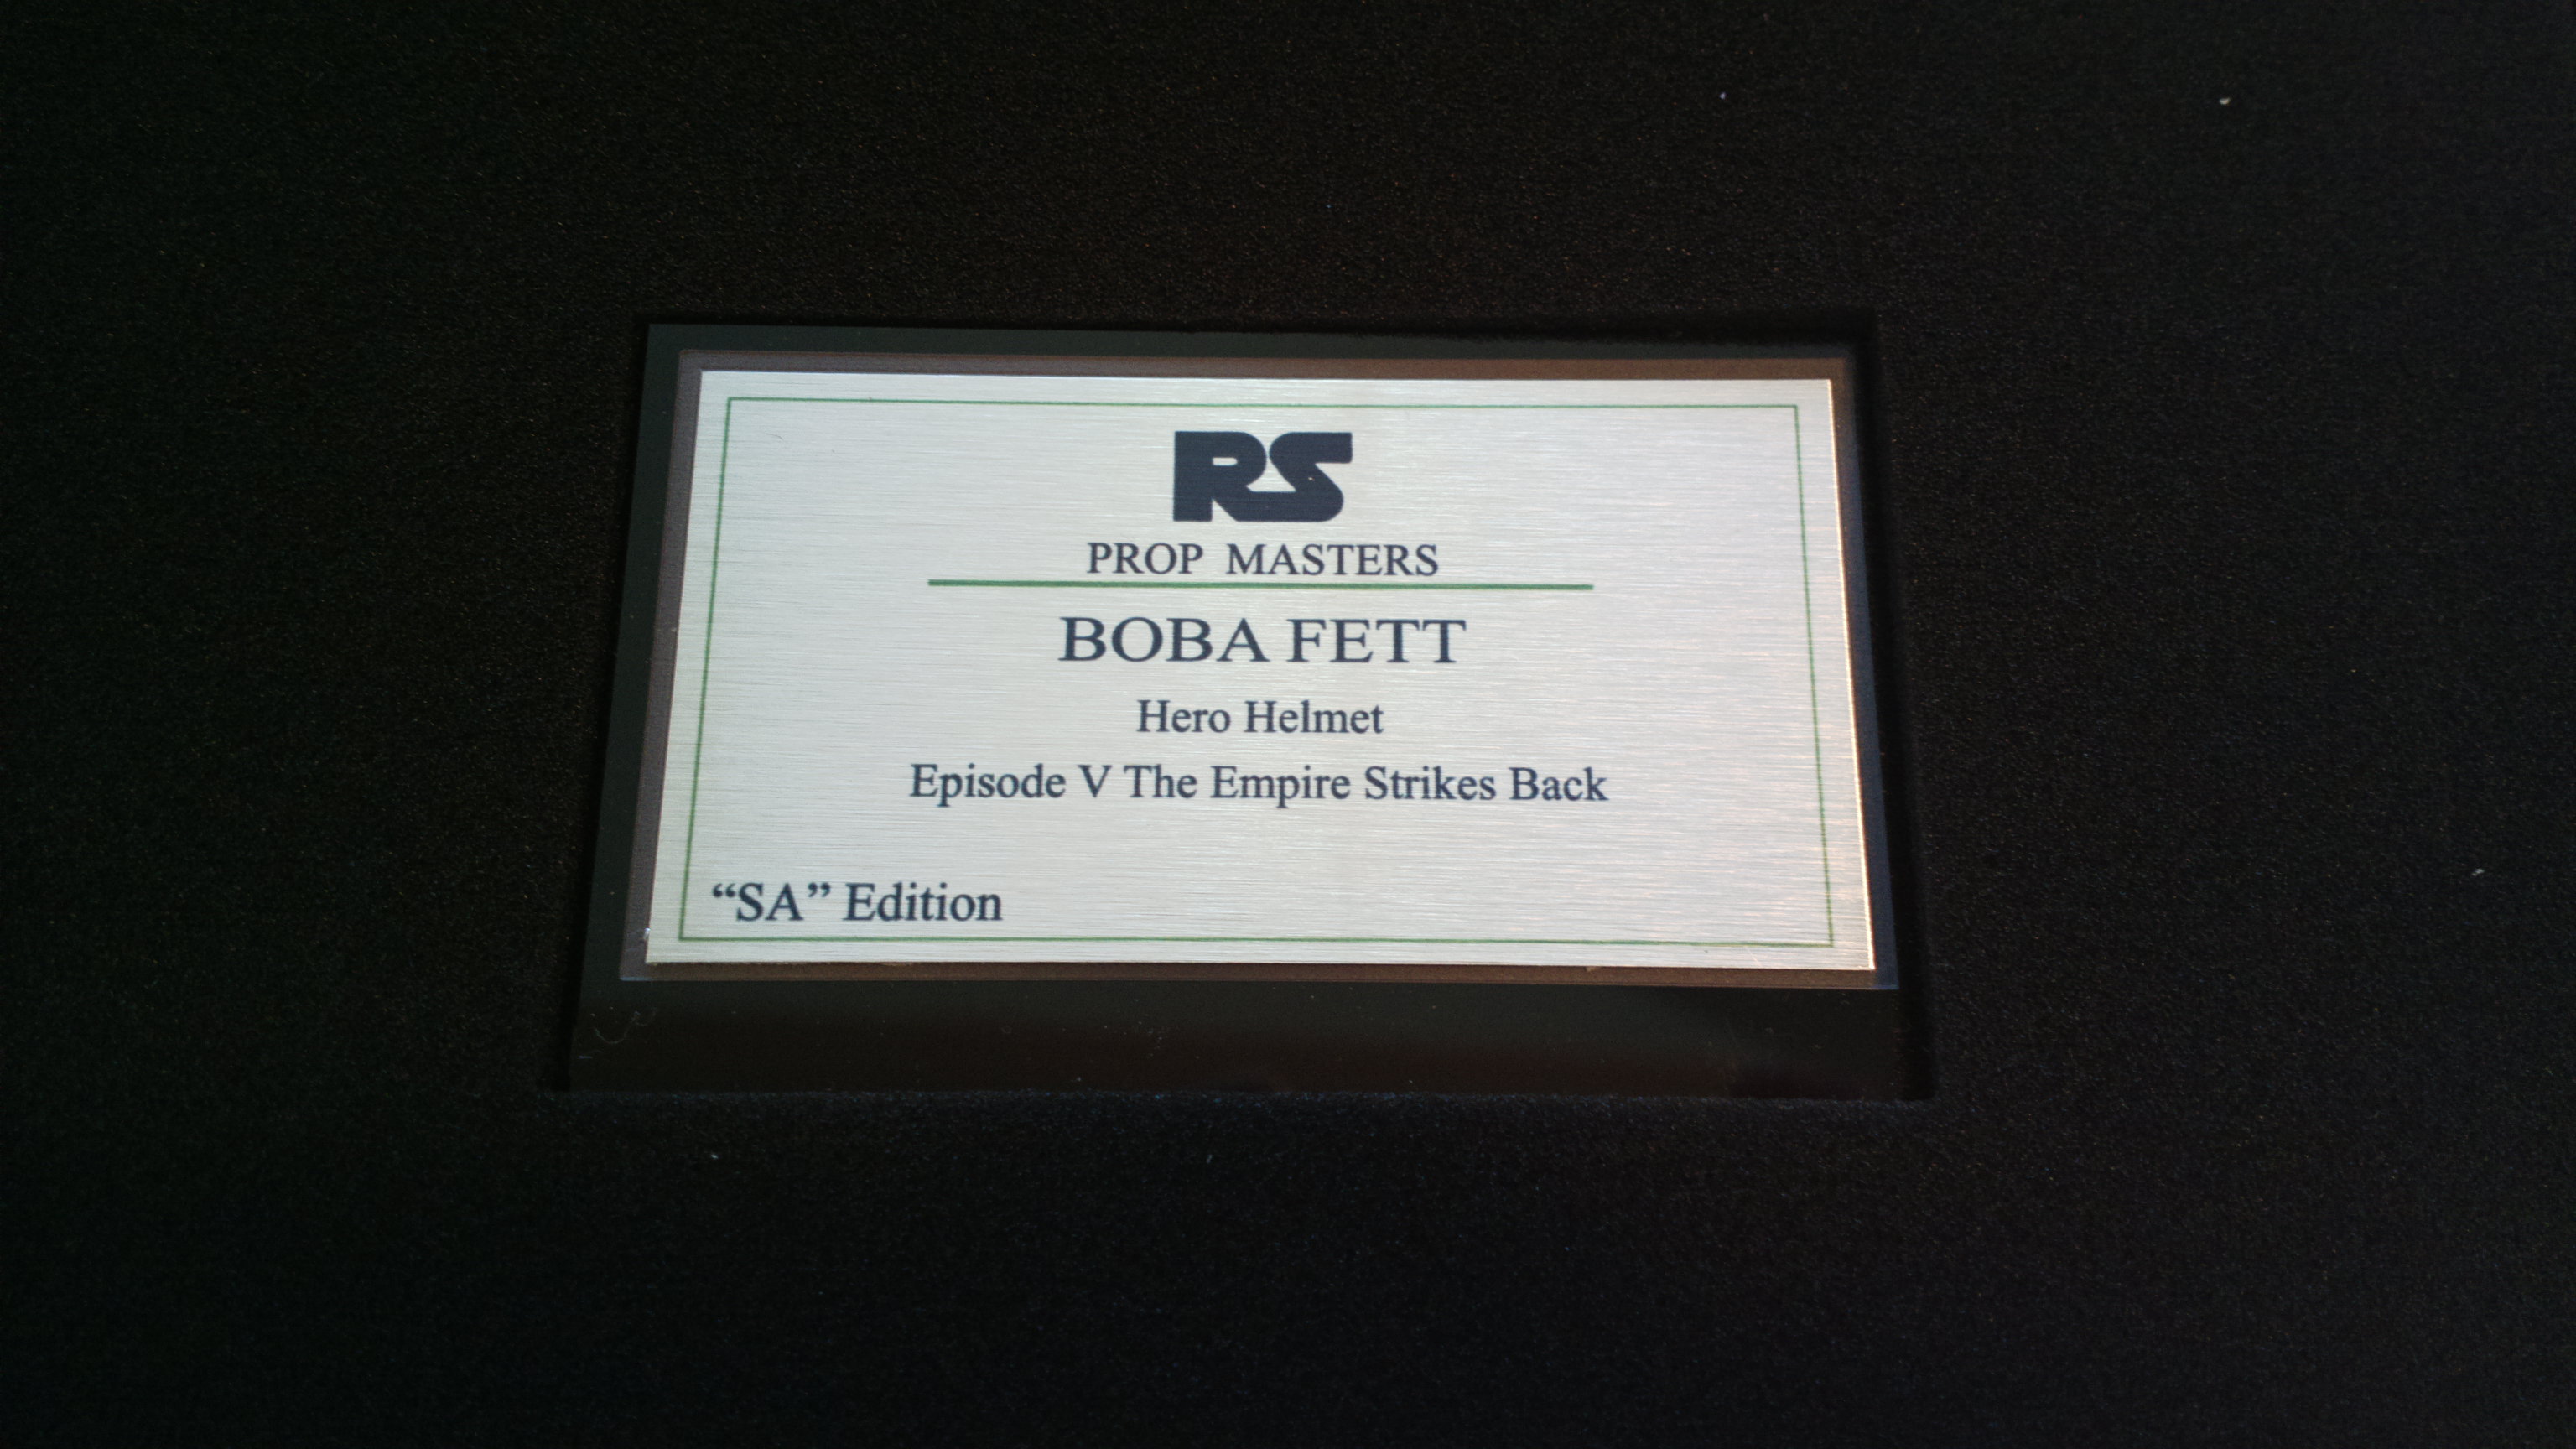 RS
PROP MASTERS
BOBA FETT
Hero Helmet
Episode V The Empire Strikes Back
“SA” Edition